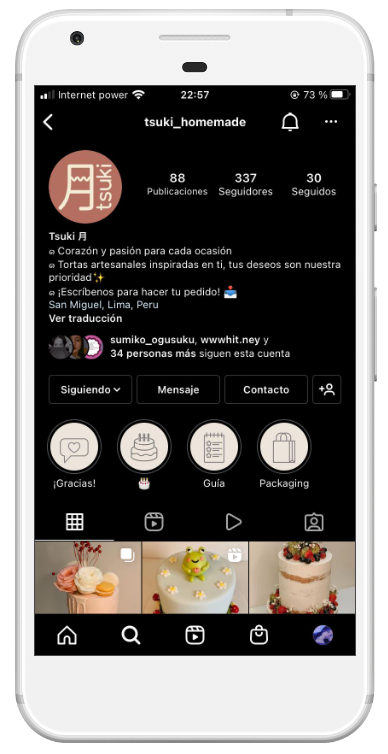 Internet power 22:57 73 %
tsuki_homemade
月 tsuki
88 337 30
Publicaciones Seguidores Seguidos
Tsuki 月
Corazón y pasión para cada ocasión
Tortas artesanales inspiradas en ti, tus deseos son nuestra
prioridad✨
¡Escríbenos para hacer tu pedido! 📥
San Miguel, Lima, Peru
Ver traducción
sumiko_ogusuku, wwwhit.ney y
34 personas más siguen esta cuenta
Siguiendo Mensaje Contacto
¡Gracias! 🎂 Guía Packaging